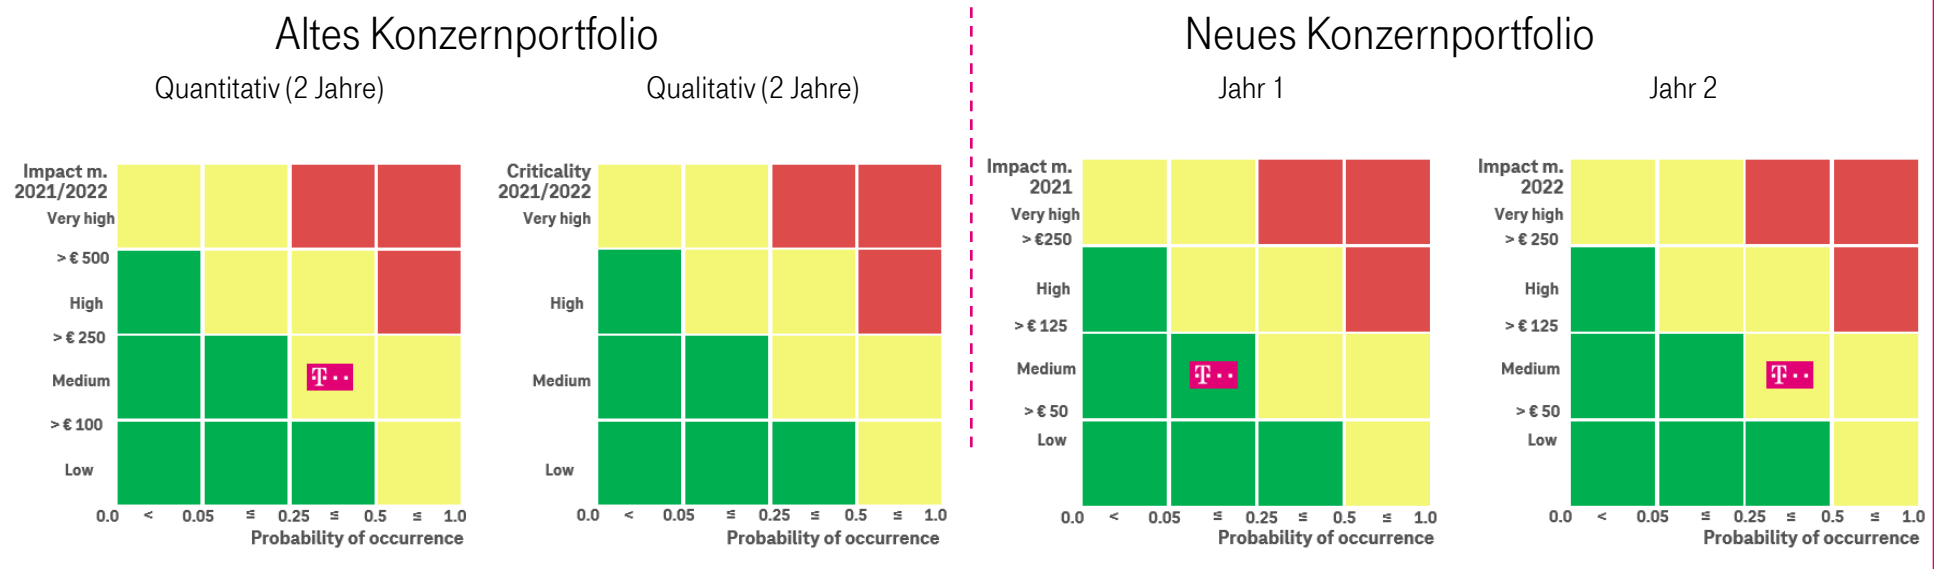 Altes Konzernportfolio
Neues Konzernportfolio
Quantitativ (2 Jahre)
Qualitativ (2 Jahre)
Jahr 1
Jahr 2
Impact m.
2021/2022
Very high
> € 500
High
> € 250
Medium
> € 100
Low
T
0.0 < 0.05 ≤ 0.25 ≤ 0.5 ≤ 1.0
Probability of occurrence
Criticality
2021/2022
Very high
High
Medium
Low
0.0 < 0.05 ≤ 0.25 ≤ 0.5 ≤ 1.0
Probability of occurrence
Impact m.
2021
Very high
> €250
High
> € 125
Medium
> € 50
Low
T
0.0 < 0.05 ≤ 0.25 ≤ 0.5 ≤ 1.0
Probability of occurrence
Impact m.
2022
Very high
> € 250
High
> € 125
Medium
> € 50
Low
T
0.0 < 0.05 ≤ 0.25 ≤ 0.5 ≤ 1.0
Probability of occurrence